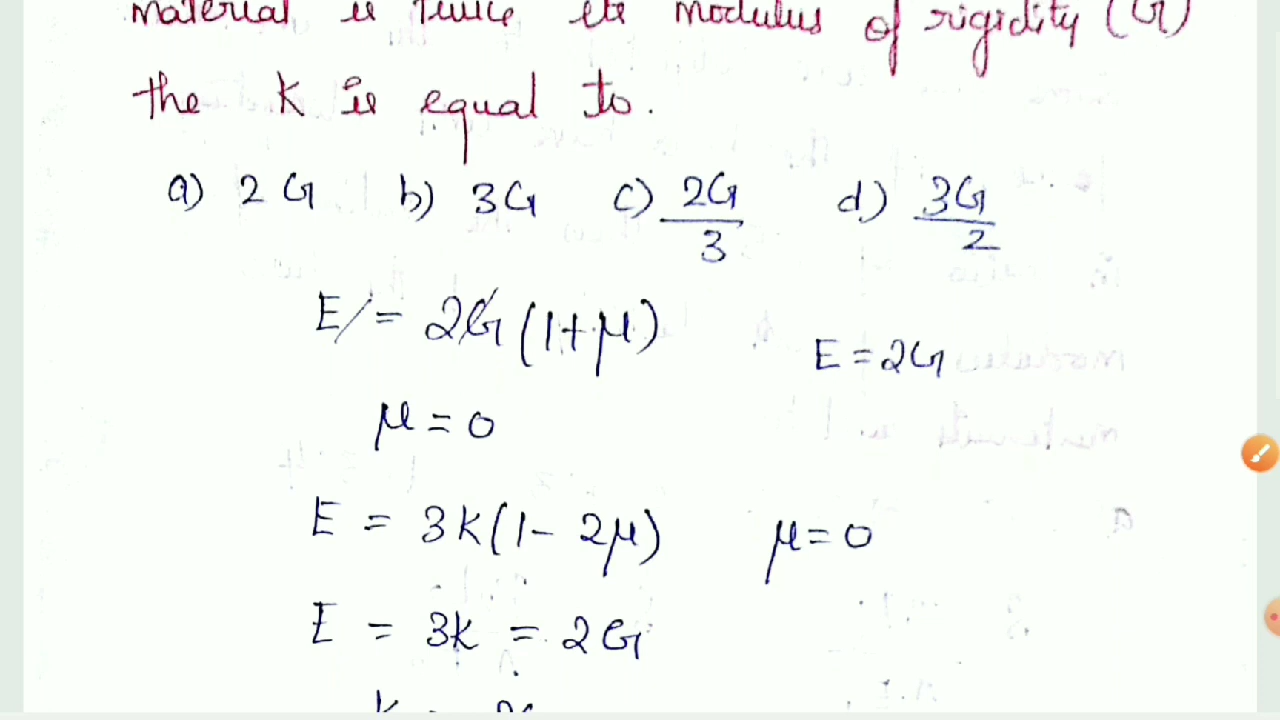 material is twice its modulus of rigidity (G)
the K is equal to.
a) 2G b) 3G c) 2G/3 d) 3G/2
E = 2G(1+μ) E = 2G
μ = 0
E = 3K(1- 2μ) μ = 0
E = 3K = 2G